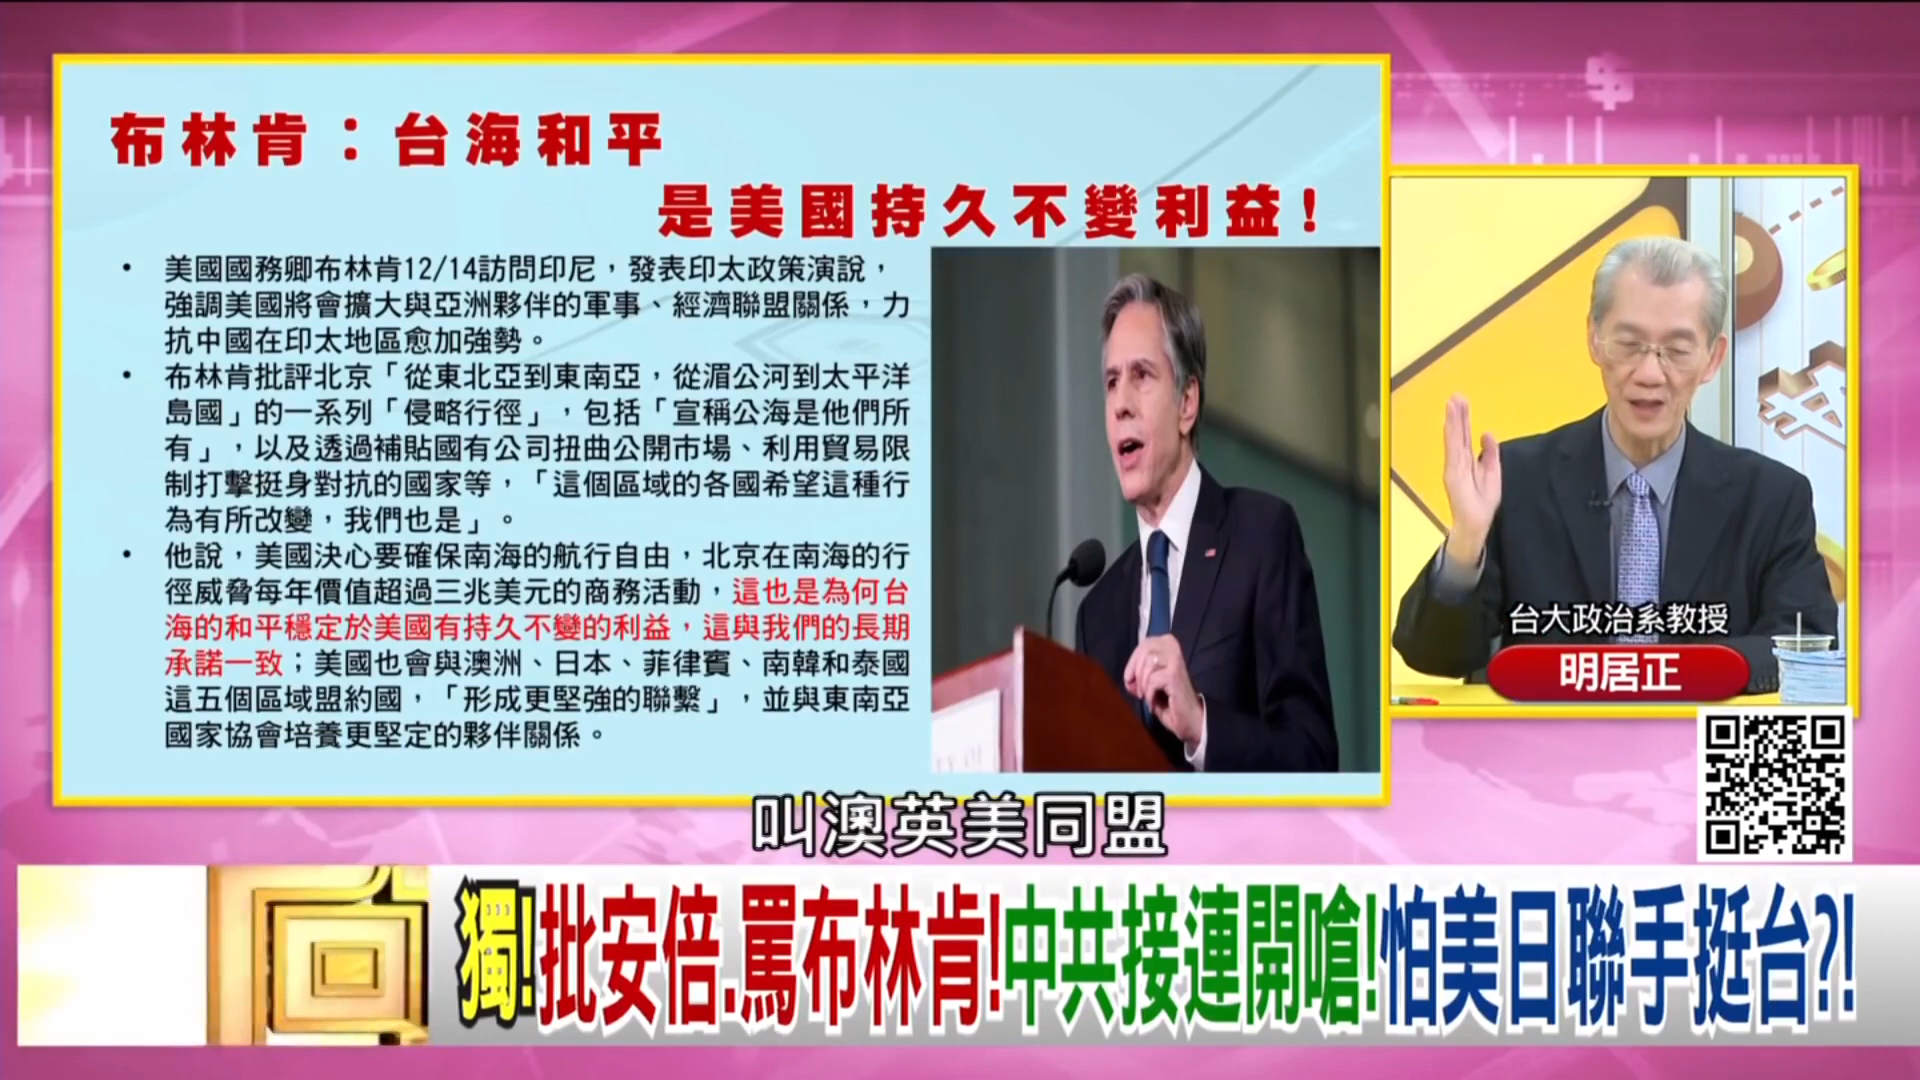 布林肯：台海和平
是美國持久不變利益！
• 美國國務卿布林肯12/14訪問印尼，發表印太政策演說，
強調美國將會擴大與亞洲夥伴的軍事、經濟聯盟關係，力
抗中國在印太地區愈加強勢。
• 布林肯批評北京「從東北亞到東南亞，從湄公河到太平洋
島國」的一系列「侵略行徑」，包括「宣稱公海是他們所
有」，以及透過補貼國有公司扭曲公開市場、利用貿易限
制打擊挺身對抗的國家等，「這個區域的各國希望這種行
為有所改變，我們也是」。
• 他說，美國決心要確保南海的航行自由，北京在南海的行
徑威脅每年價值超過三兆美元的商務活動，這也是為何台
海的和平穩定於美國有持久不變的利益，這與我們的長期
承諾一致；美國也會與澳洲、日本、菲律賓、南韓和泰國
這五個區域盟約國，「形成更堅強的聯繫」，並與東南亞
國家協會培養更堅定的夥伴關係。
台大政治系教授
明居正
叫澳英美同盟
獨!批安倍.罵布林肯!中共接連開嗆!怕美日聯手挺台?!